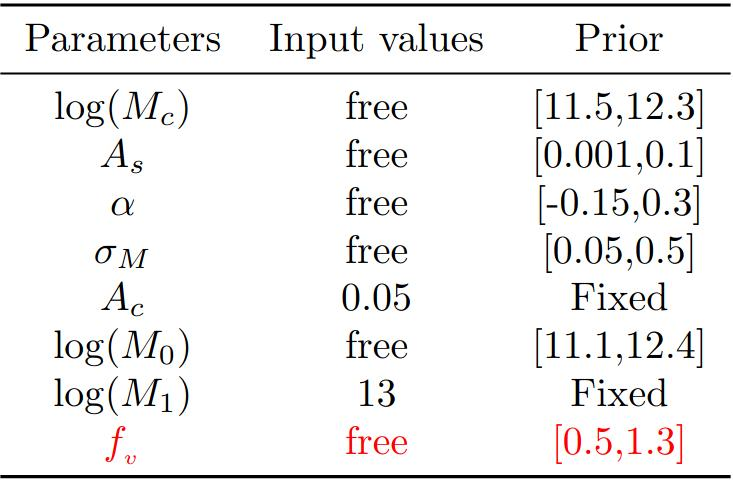 Parameters Input values Prior
log(M_c) free [11.5,12.3]
A_s free [0.001,0.1]
α free [-0.15,0.3]
σ_M free [0.05,0.5]
A_c 0.05 Fixed
log(M_0) free [11.1,12.4]
log(M_1) 13 Fixed
f_v free [0.5,1.3]